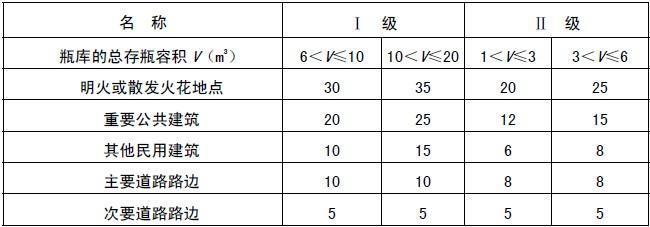 名 称 Ⅰ 级 Ⅱ 级
瓶库的总存瓶容积 V（m³） 6＜V≤10 10＜V≤20 1＜V≤3 3＜V≤6
明火或散发火花地点 30 35 20 25
重要公共建筑 20 25 12 15
其他民用建筑 10 15 6 8
主要道路路边 10 10 8 8
次要道路路边 5 5 5 5